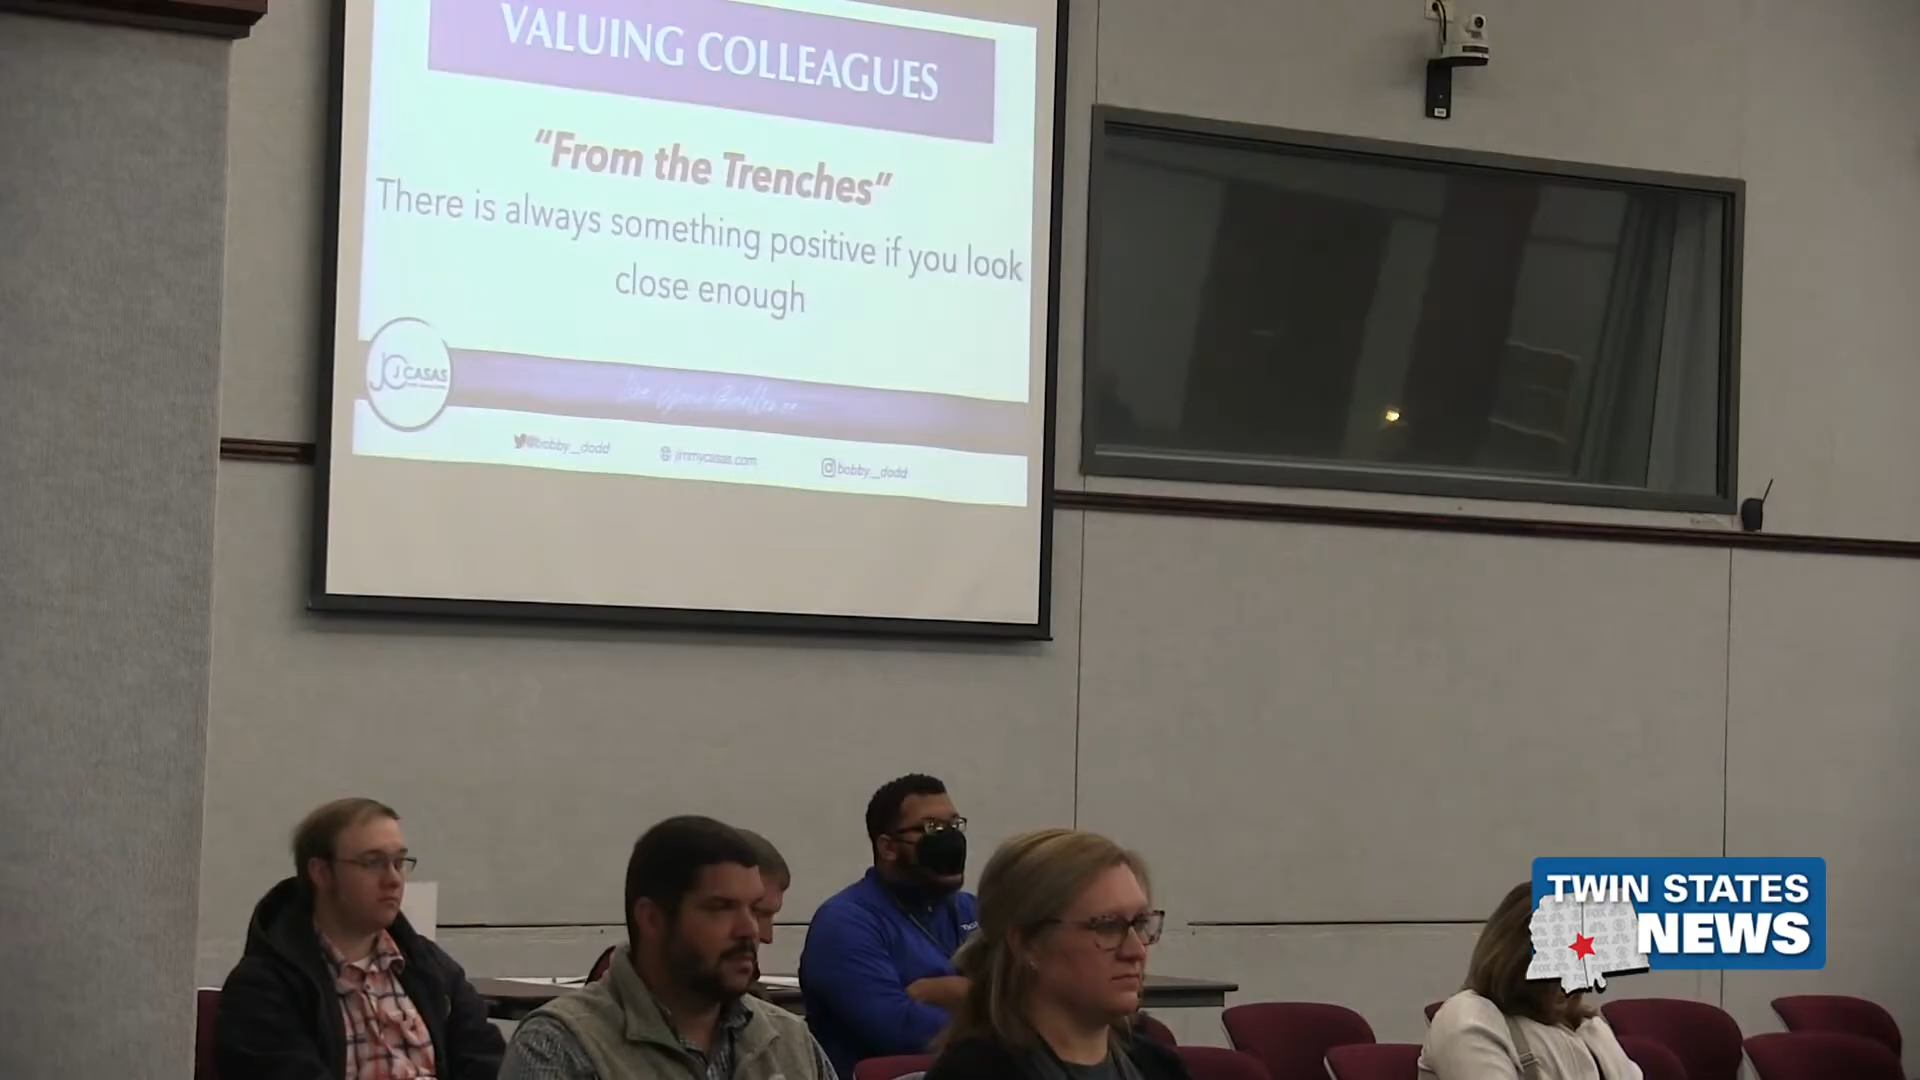 VALUING COLLEAGUES
“From the Trenches”
There is always something positive if you look
close enough
J CASAS
@bobby__dodd
jimmycasas.com
bobby__dodd
TWIN STATES
NEWS